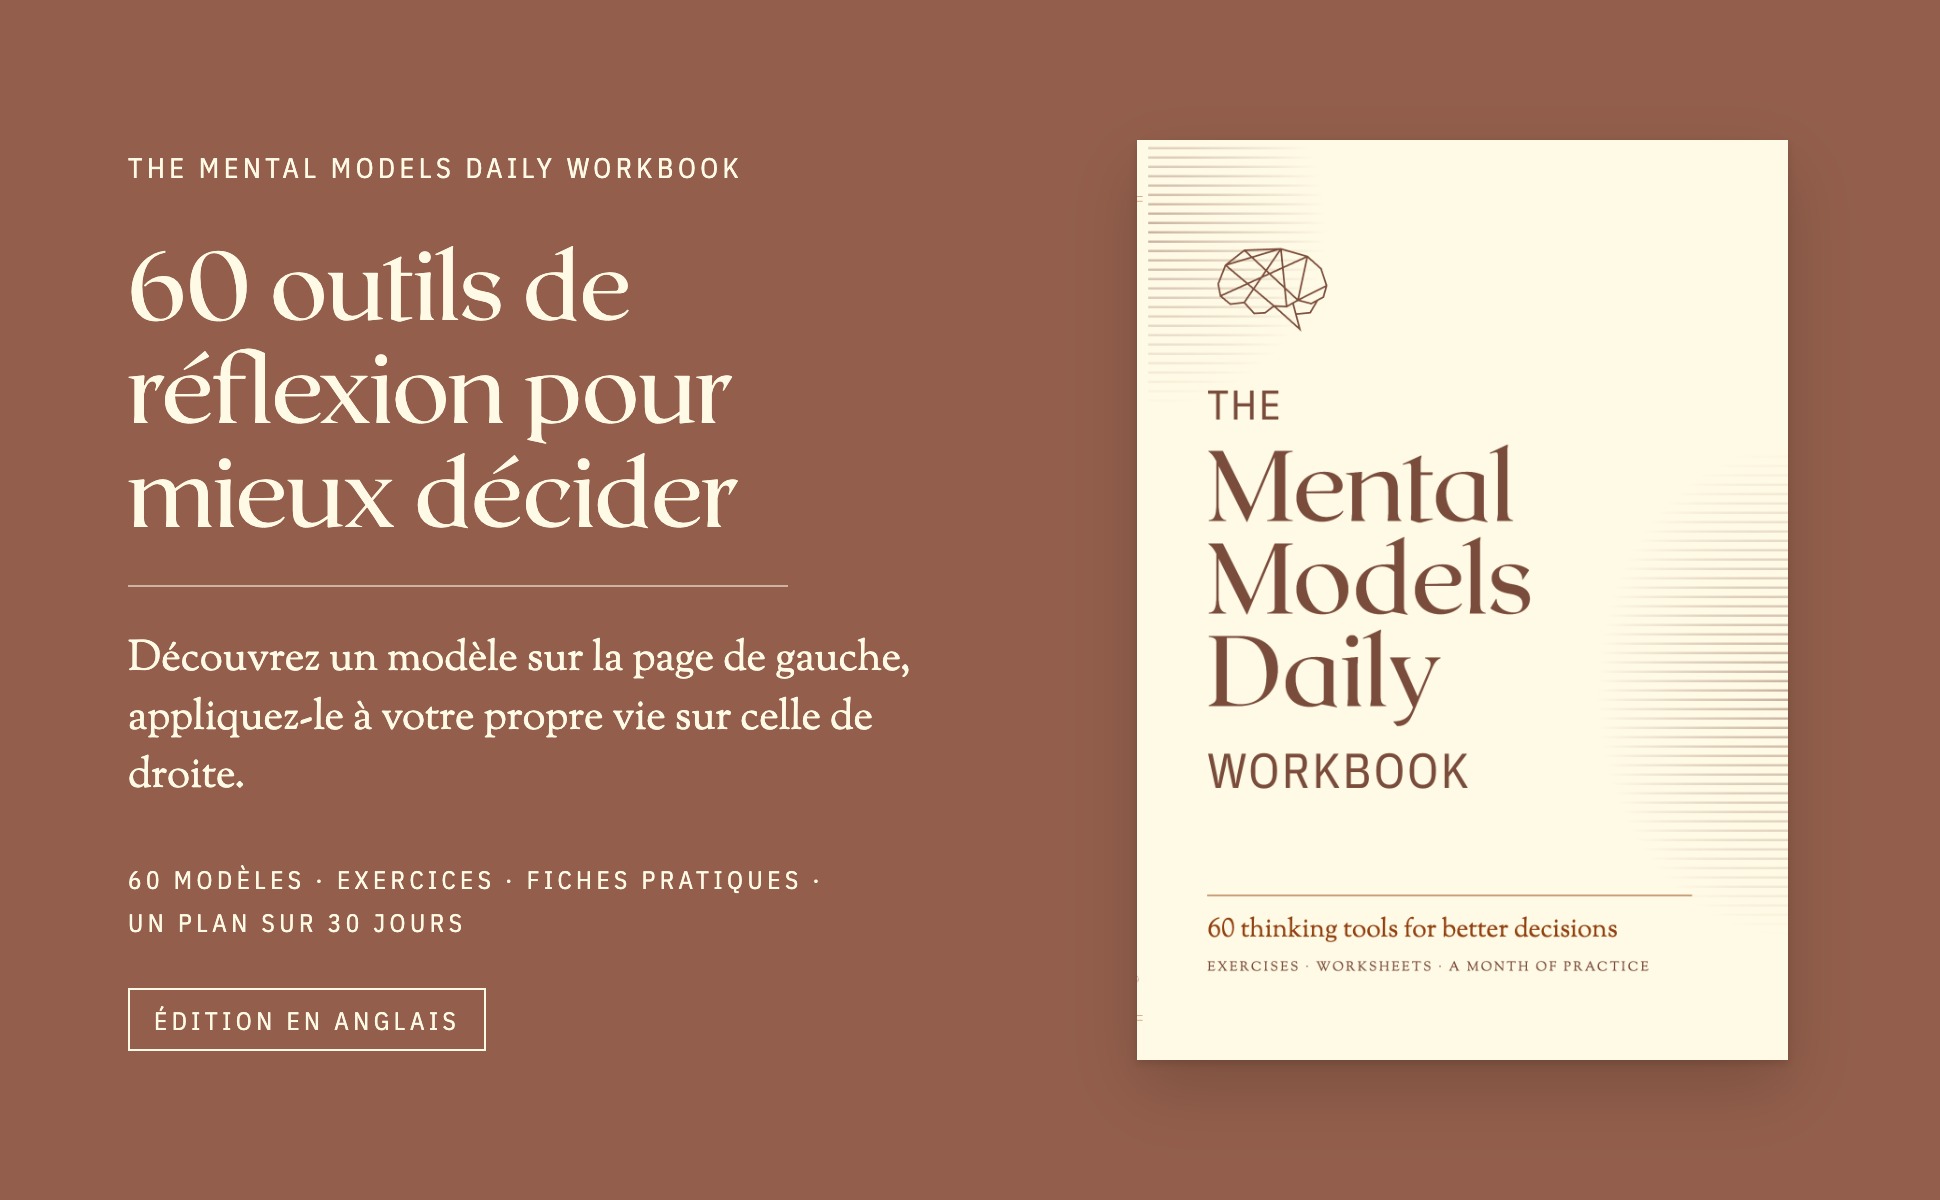 THE MENTAL MODELS DAILY WORKBOOK
60 outils de
réflexion pour
mieux décider
Découvrez un modèle sur la page de gauche,
appliquez-le à votre propre vie sur celle de
droite.
60 MODÈLES · EXERCICES · FICHES PRATIQUES ·
UN PLAN SUR 30 JOURS
ÉDITION EN ANGLAIS
THE
Mental
Models
Daily
WORKBOOK
60 thinking tools for better decisions
EXERCISES · WORKSHEETS · A MONTH OF PRACTICE